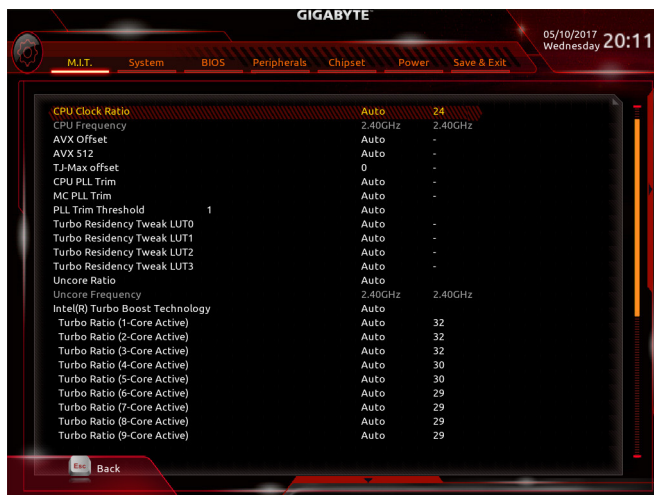 GIGABYTE™
05/10/2017
Wednesday 20:11
M.I.T. System BIOS Peripherals Chipset Power Save & Exit
CPU Clock Ratio Auto 24
CPU Frequency 2.40GHz 2.40GHz
AVX Offset Auto -
AVX 512 Auto -
TJ-Max offset 0 -
CPU PLL Trim Auto -
MC PLL Trim Auto -
PLL Trim Threshold 1 Auto
Turbo Residency Tweak LUT0 Auto -
Turbo Residency Tweak LUT1 Auto -
Turbo Residency Tweak LUT2 Auto -
Turbo Residency Tweak LUT3 Auto -
Uncore Ratio Auto
Uncore Frequency 2.40GHz 2.40GHz
Intel(R) Turbo Boost Technology Auto
Turbo Ratio (1-Core Active) Auto 32
Turbo Ratio (2-Core Active) Auto 32
Turbo Ratio (3-Core Active) Auto 32
Turbo Ratio (4-Core Active) Auto 30
Turbo Ratio (5-Core Active) Auto 30
Turbo Ratio (6-Core Active) Auto 29
Turbo Ratio (7-Core Active) Auto 29
Turbo Ratio (8-Core Active) Auto 29
Turbo Ratio (9-Core Active) Auto 29
Esc Back